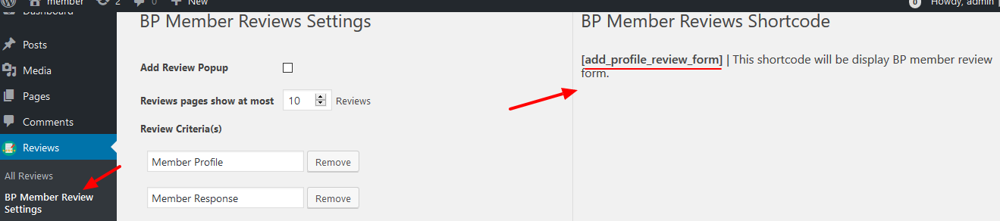 member 2 0 New 0 Howdy, admin
Dashboard
Posts
Media
Pages
Comments
Reviews
All Reviews
BP Member Review
Settings
BP Member Reviews Settings
Add Review Popup
Reviews pages show at most 10 Reviews
Review Criteria(s)
Member Profile Remove
Member Response Remove
BP Member Reviews Shortcode
[add_profile_review_form] | This shortcode will be display BP member review
form.